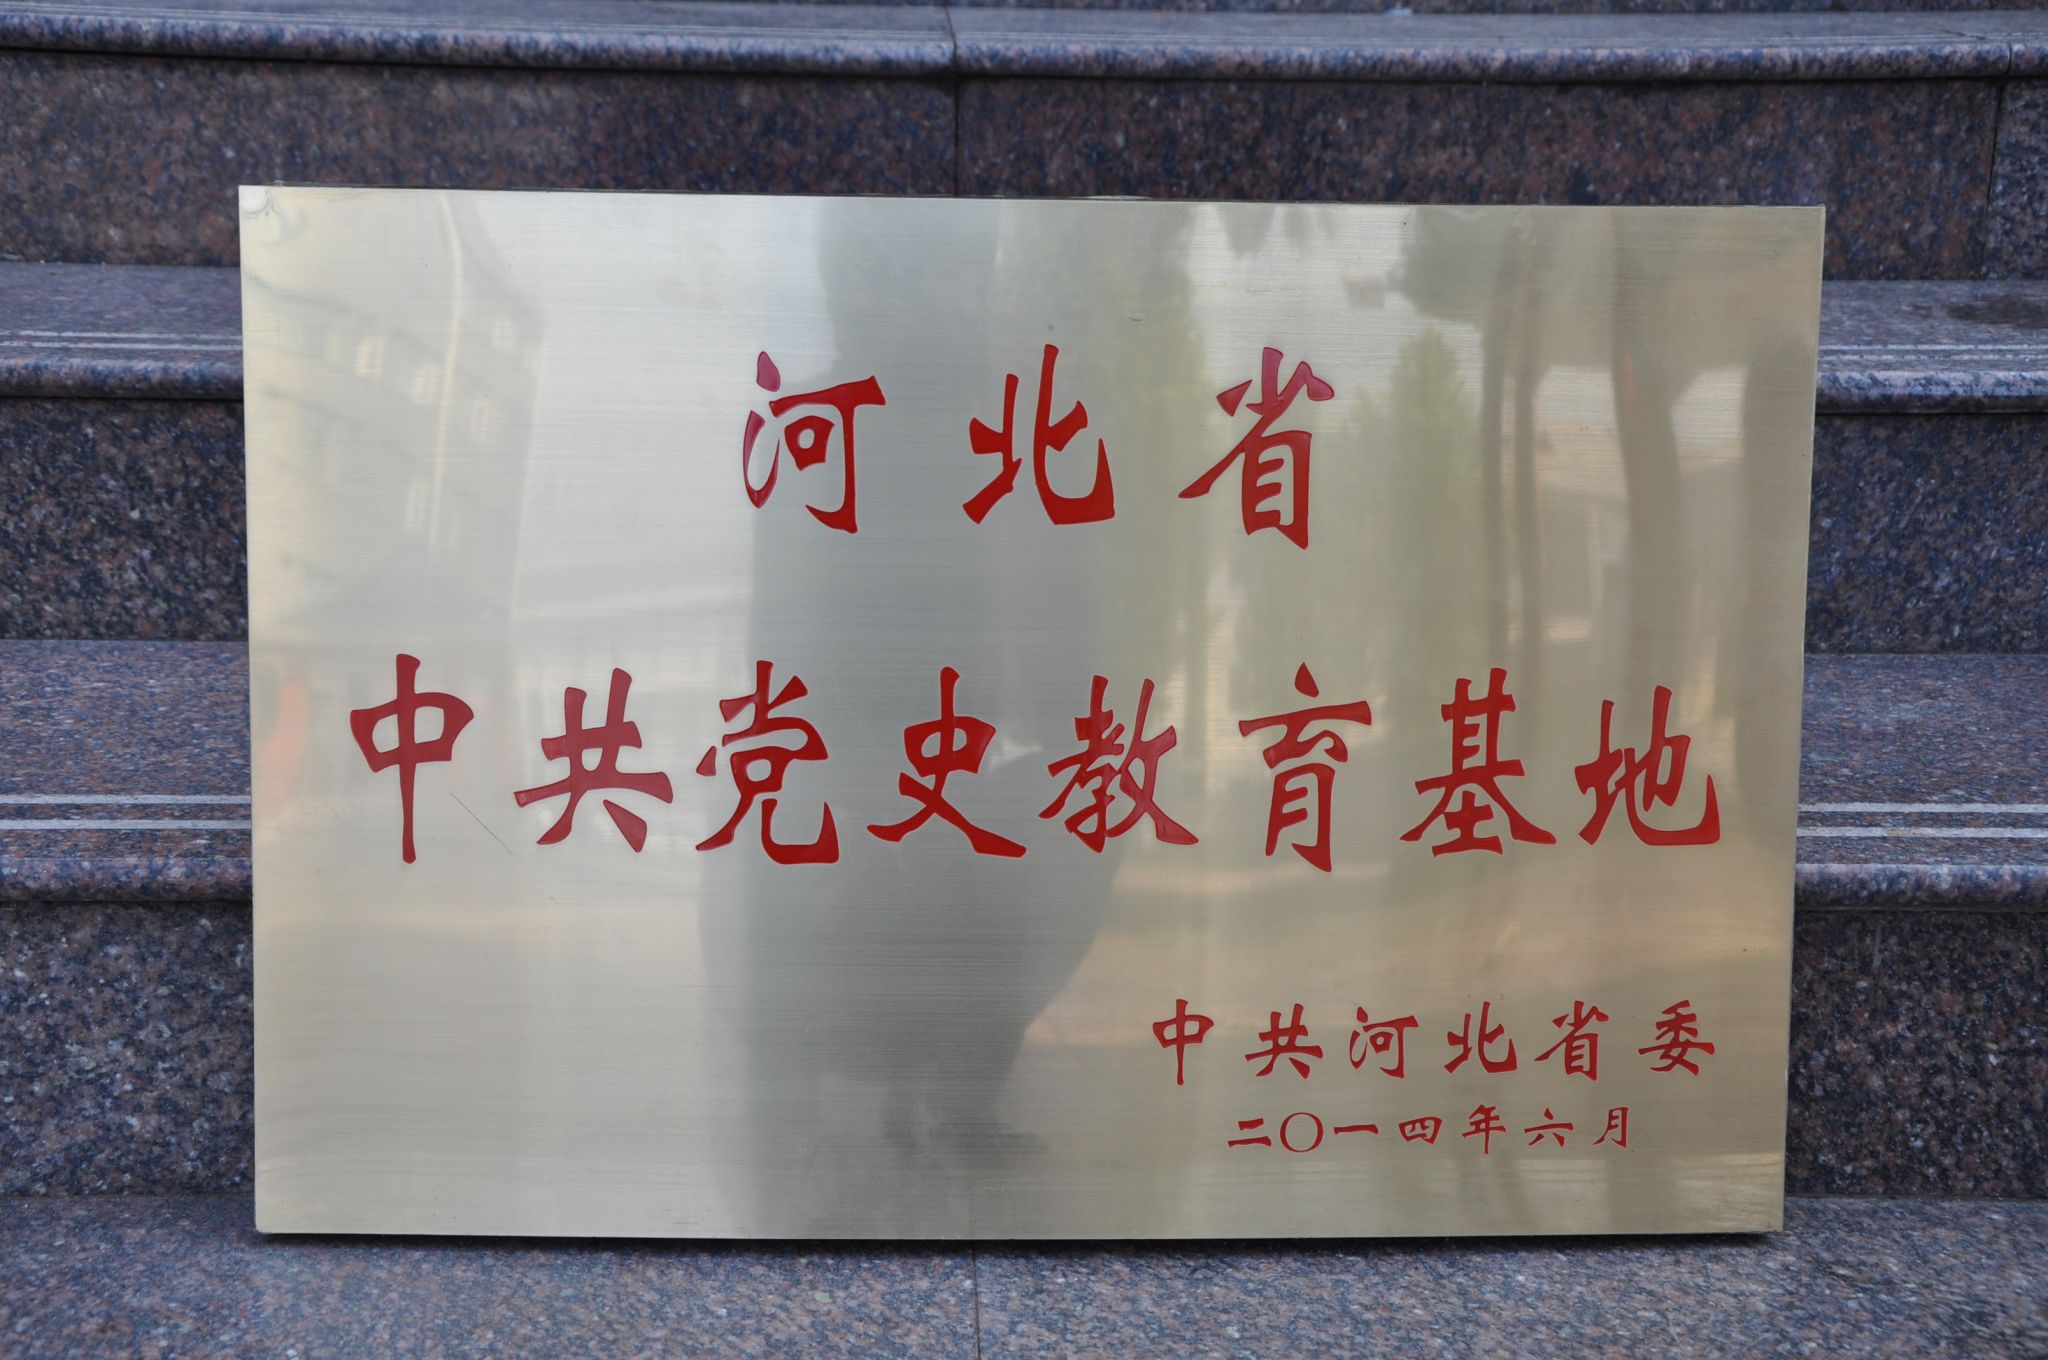 河北省
中共党史教育基地
中共河北省委
二〇一四年六月